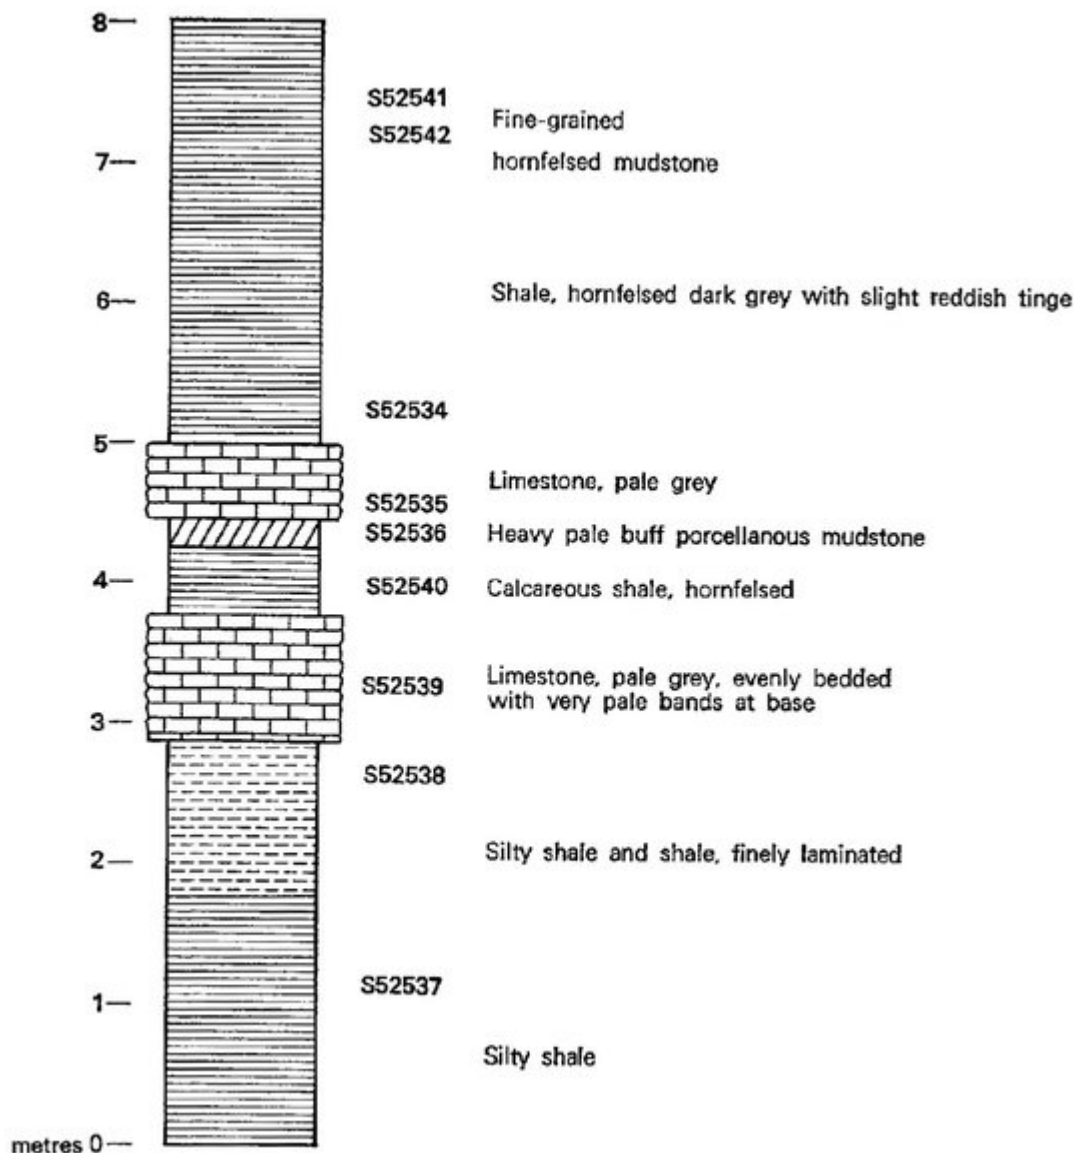 8
S52541
Fine-grained
S52542
7
hornfelsed mudstone
6
Shale, hornfelsed dark grey with slight reddish tinge
S52534
5
Limestone, pale grey
S52535
S52536
Heavy pale buff porcellanous mudstone
4
S52540
Calcareous shale, hornfelsed
S52539
Limestone, pale grey, evenly bedded
with very pale bands at base
3
S52538
2
Silty shale and shale, finely laminated
S52537
1
Silty shale
metres 0